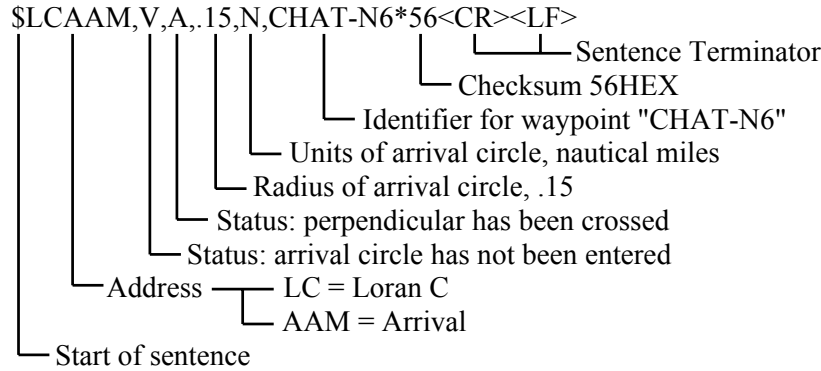 $LCAAM,V,A,.15,N,CHAT-N6*56<CR><LF>
Sentence Terminator
Checksum 56HEX
Identifier for waypoint "CHAT-N6"
Units of arrival circle, nautical miles
Radius of arrival circle, .15
Status: perpendicular has been crossed
Status: arrival circle has not been entered
Address LC = Loran C
AAM = Arrival
Start of sentence